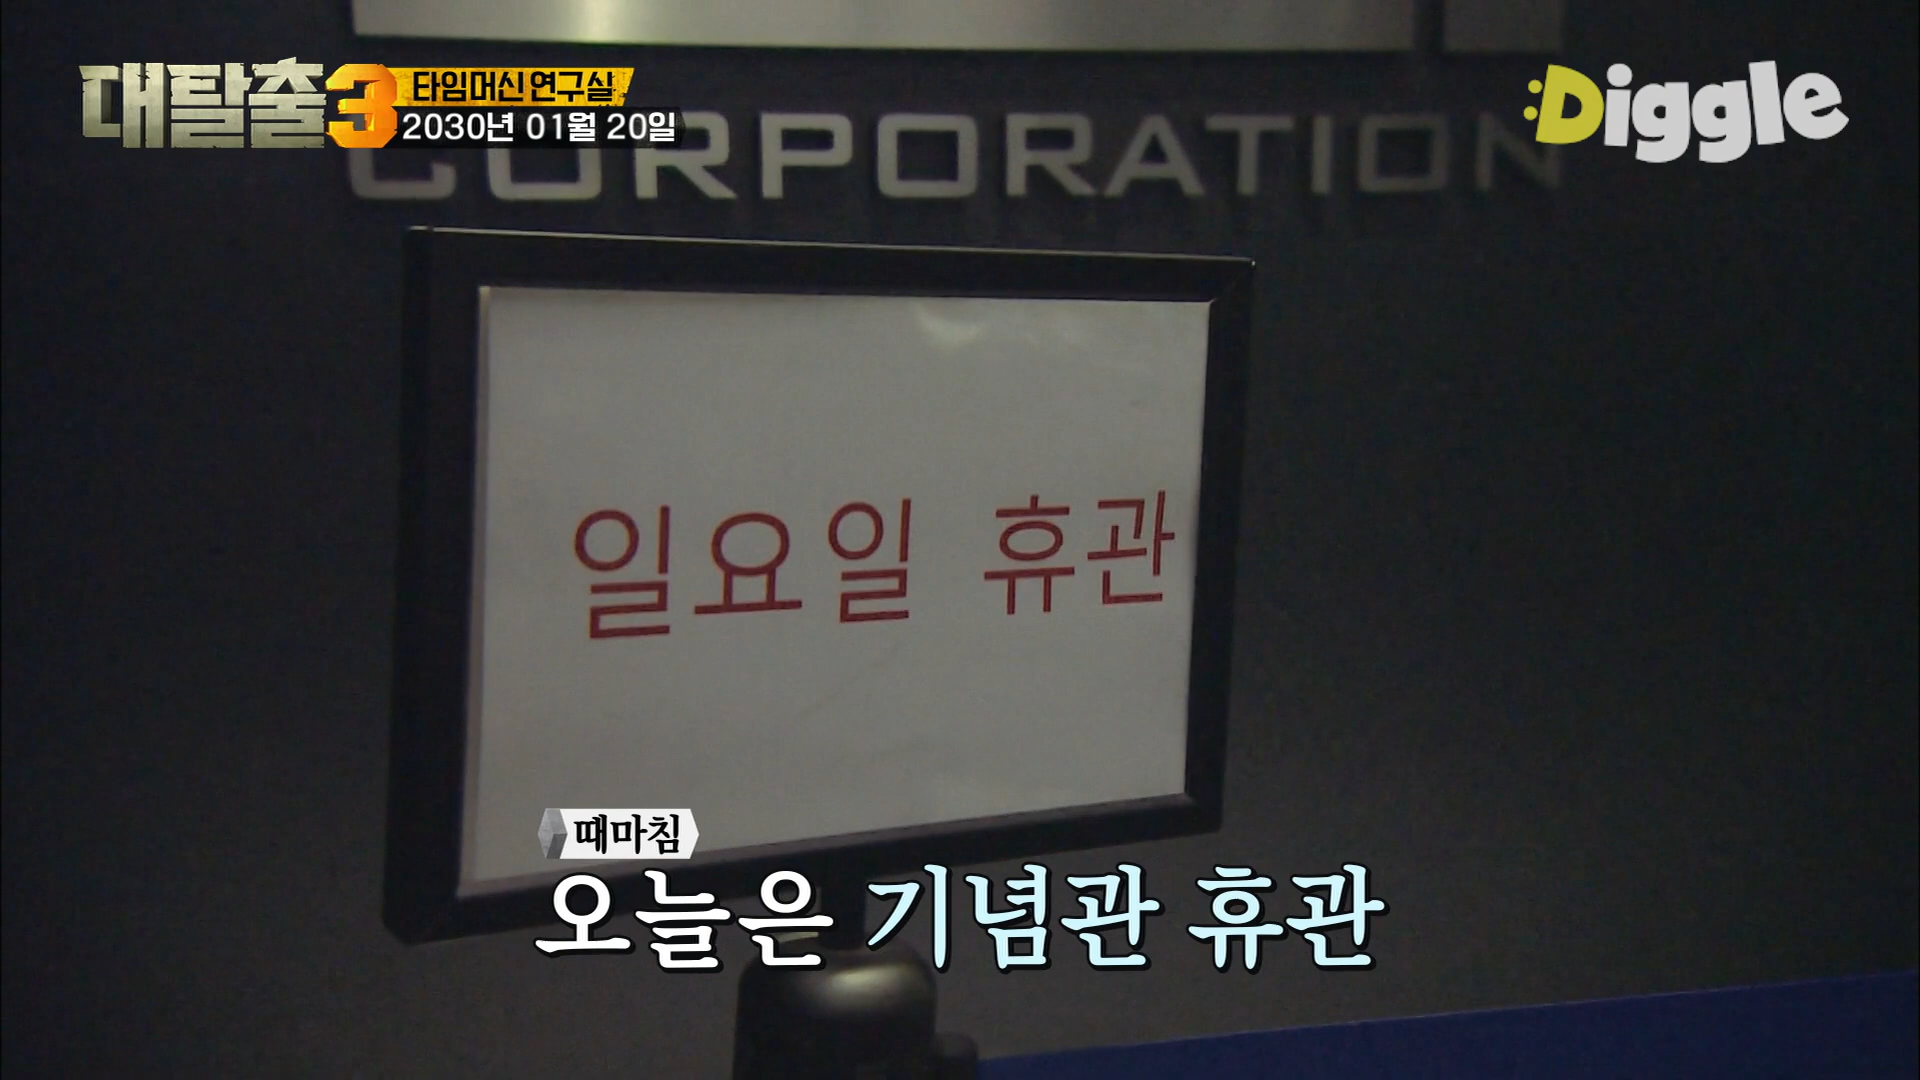 대탈출3 타임머신 연구실
2030년 01월 20일
:Diggle
CORPORATION
일요일 휴관
때마침
오늘은 기념관 휴관